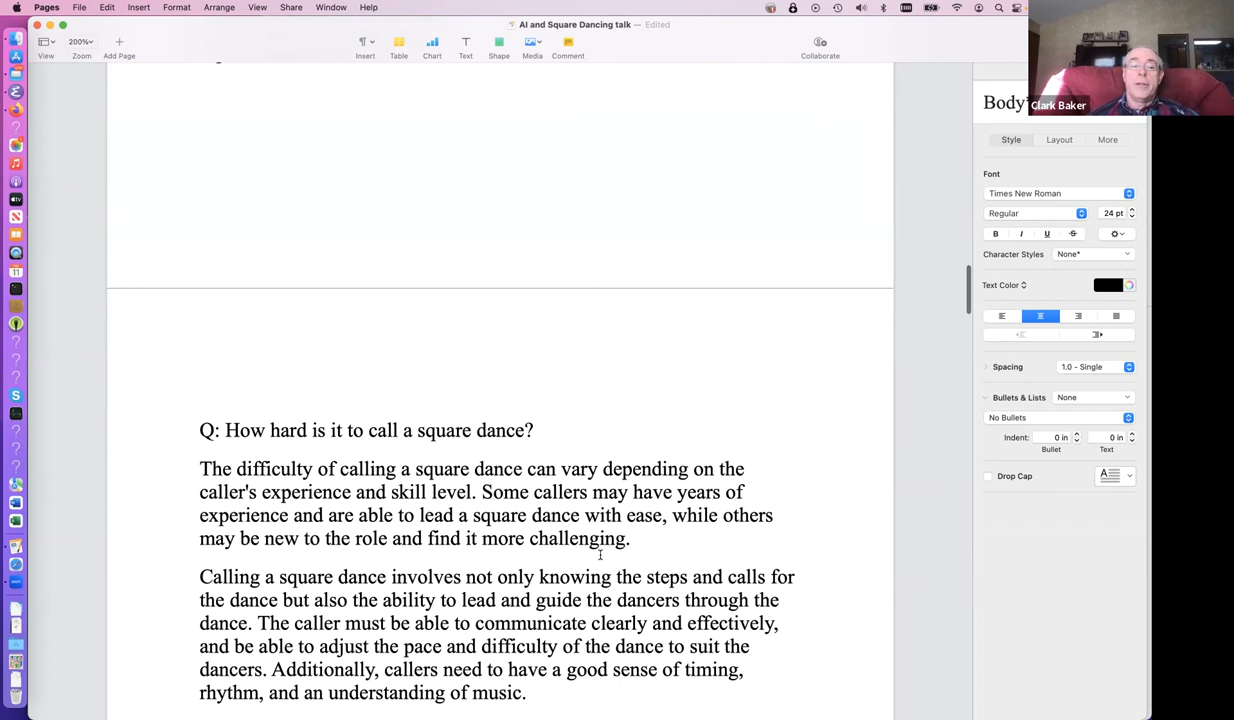 Pages File Edit Insert Format Arrange View Share Window Help
AI and Square Dancing talk — Edited
200%
View Zoom Add Page Insert Table Chart Text Shape Media Comment Collaborate
Body
Clark Baker
Style Layout More
Font
Times New Roman
Regular 24 pt
B I U S
Character Styles None*
Text Color
Spacing 1.0 - Single
Bullets & Lists None
No Bullets
Indent: 0 in 0 in
Bullet Text
Drop Cap
Q: How hard is it to call a square dance?
The difficulty of calling a square dance can vary depending on the
caller's experience and skill level. Some callers may have years of
experience and are able to lead a square dance with ease, while others
may be new to the role and find it more challenging.
Calling a square dance involves not only knowing the steps and calls for
the dance but also the ability to lead and guide the dancers through the
dance. The caller must be able to communicate clearly and effectively,
and be able to adjust the pace and difficulty of the dance to suit the
dancers. Additionally, callers need to have a good sense of timing,
rhythm, and an understanding of music.